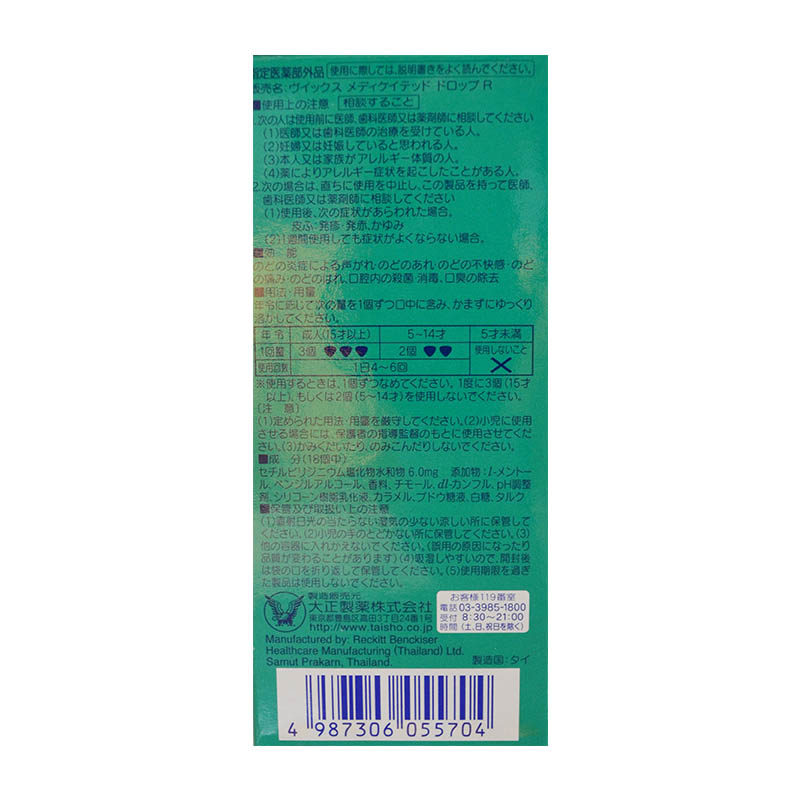 指定医薬部外品 使用に際しては、説明書きをよく読んでください。
販売名:ヴイックス メディケイテッド ドロップ R
■使用上の注意 相談すること
1.次の人は使用前に医師、歯科医師又は薬剤師に相談してください
(1)医師又は歯科医師の治療を受けている人。
(2)妊婦又は妊娠していると思われる人。
(3)本人又は家族がアレルギー体質の人。
(4)薬によりアレルギー症状を起こしたことがある人。
2.次の場合は、直ちに使用を中止し、この製品を持って医師、
歯科医師又は薬剤師に相談してください
(1)使用後、次の症状があらわれた場合。
皮ふ:発疹・発赤、かゆみ
(2)1週間使用しても症状がよくならない場合。
■効 能
のどの炎症による声がれ・のどのあれ・のどの不快感・のど
の痛み・のどのはれ、口腔内の殺菌・消毒、口臭の除去
■用法・用量
年令に応じて次の量を1個ずつ口中に含み、かまずにゆっくり
溶かしてください。
年 令 成人(15才以上) 5~14才 5才未満
1回量 3個 2個 使用しないこと
使用回数 1日4~6回
※使用するときは、1個ずつなめてください。1度に3個(15才
以上)、もしくは2個(5~14才)を使用しないでください。
〔注 意〕
(1)定められた用法・用量を厳守してください。(2)小児に使用
させる場合には、保護者の指導監督のもとに使用させてくだ
さい。(3)かみくだいたり、のみこんだりしないでください。
■成 分(18個中)
セチルピリジニウム塩化物水和物 6.0mg 添加物:l-メントー
ル、ベンジルアルコール、香料、チモール、dl-カンフル、pH調整
剤、シリコーン樹脂乳化液、カラメル、ブドウ糖液、白糖、タルク
■保管及び取扱い上の注意
(1)直射日光の当たらない湿気の少ない涼しい所に保管して
ください。(2)小児の手のとどかない所に保管してください。(3)
他の容器に入れかえないでください。(誤用の原因になったり
品質が変わることがあります)(4)吸湿しやすいので、開封
後は袋の口を折り返して保管してください。(5)使用期限を過ぎ
た製品は使用しないでください。
製造販売元
大正製薬株式会社
東京都豊島区高田3丁目24番1号
http://www.taisho.co.jp
お客様119番室
電話 03-3985-1800
受付 8:30~21:00
時間 (土、日、祝日を除く)
Manufactured by: Reckitt Benckiser
Healthcare Manufacturing (Thailand) Ltd.
Samut Prakarn, Thailand.
製造国:タイ
4 987306 055704